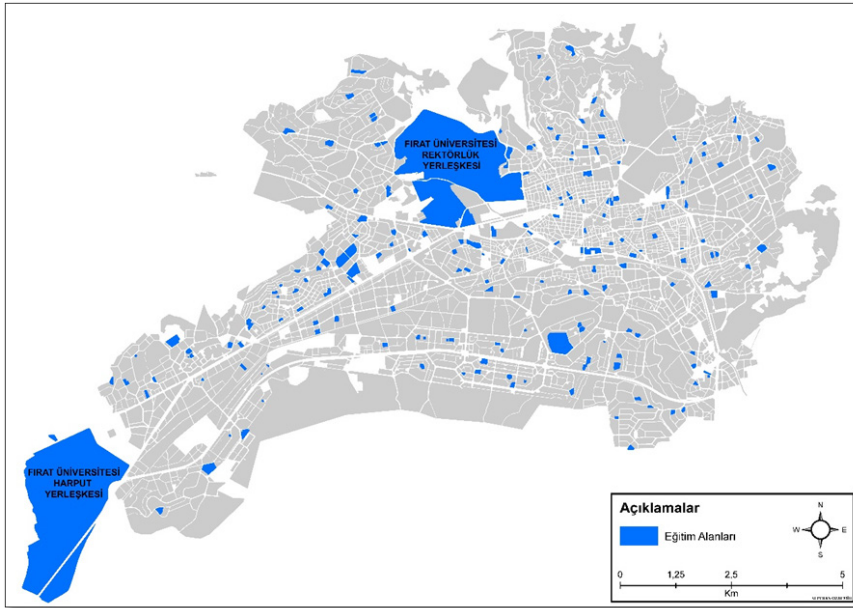 FIRAT ÜNİVERSİTESİ
REKTÖRLÜK
YERLEŞKESİ
FIRAT ÜNİVERSİTESİ
HARPUT
YERLEŞKESİ
Açıklamalar
Eğitim Alanları
N
W E
S
0 1,25 2,5 5
Km